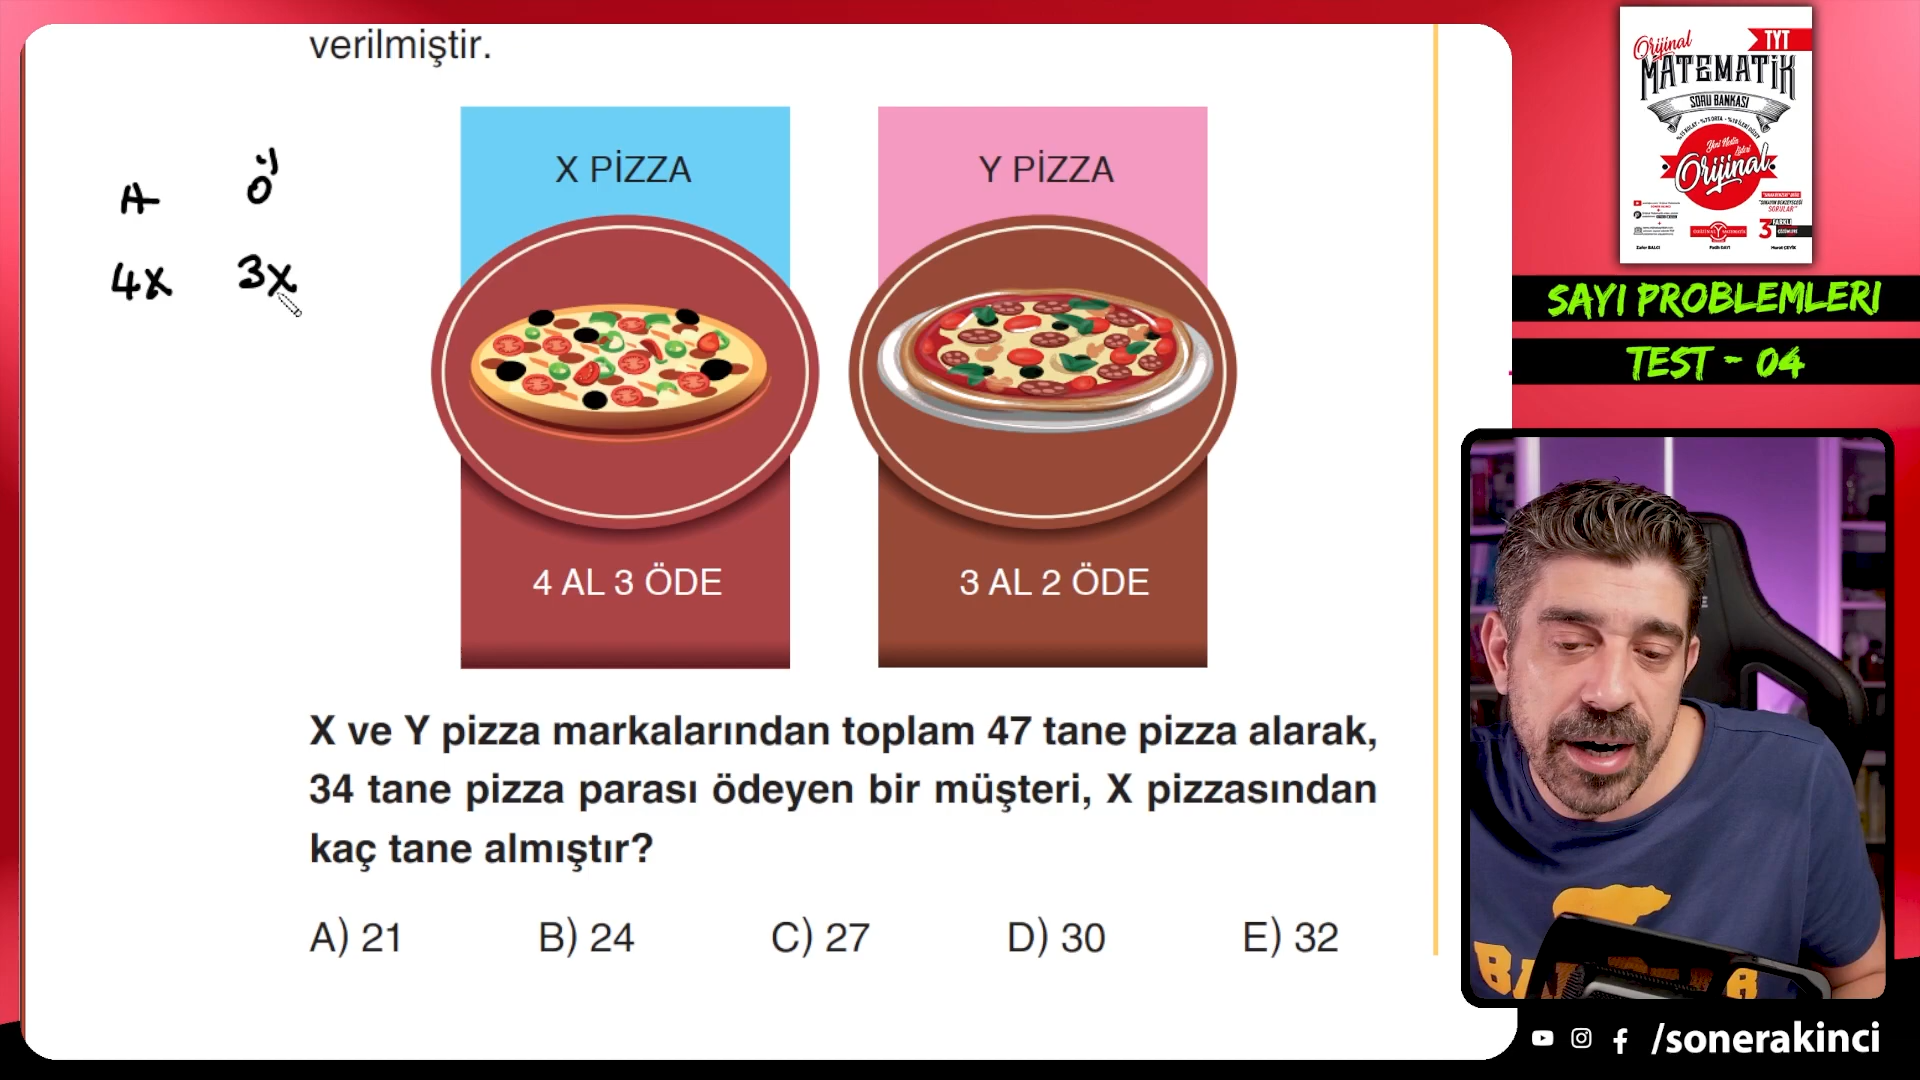 verilmiştir.
A Ö
4x 3x
X PİZZA
4 AL 3 ÖDE
Y PİZZA
3 AL 2 ÖDE
X ve Y pizza markalarından toplam 47 tane pizza alarak,
34 tane pizza parası ödeyen bir müşteri, X pizzasından
kaç tane almıştır?
A) 21 B) 24 C) 27 D) 30 E) 32
Orijinal
TYT
MATEMATİK
SORU BANKASI
Orijinal
SAYI PROBLEMLERI
TEST - 04
/sonerakinci